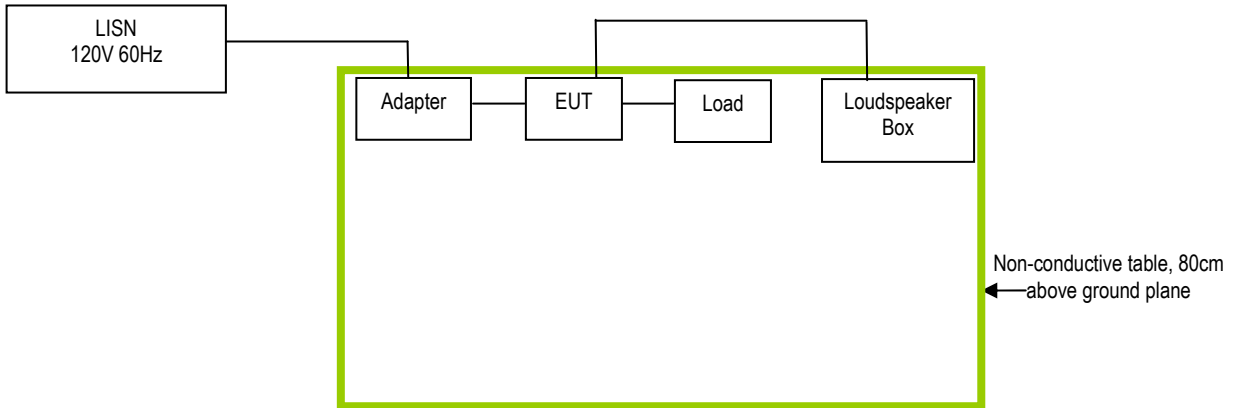 LISN
120V 60Hz
Adapter
EUT
Load
Loudspeaker
Box
Non-conductive table, 80cm
above ground plane